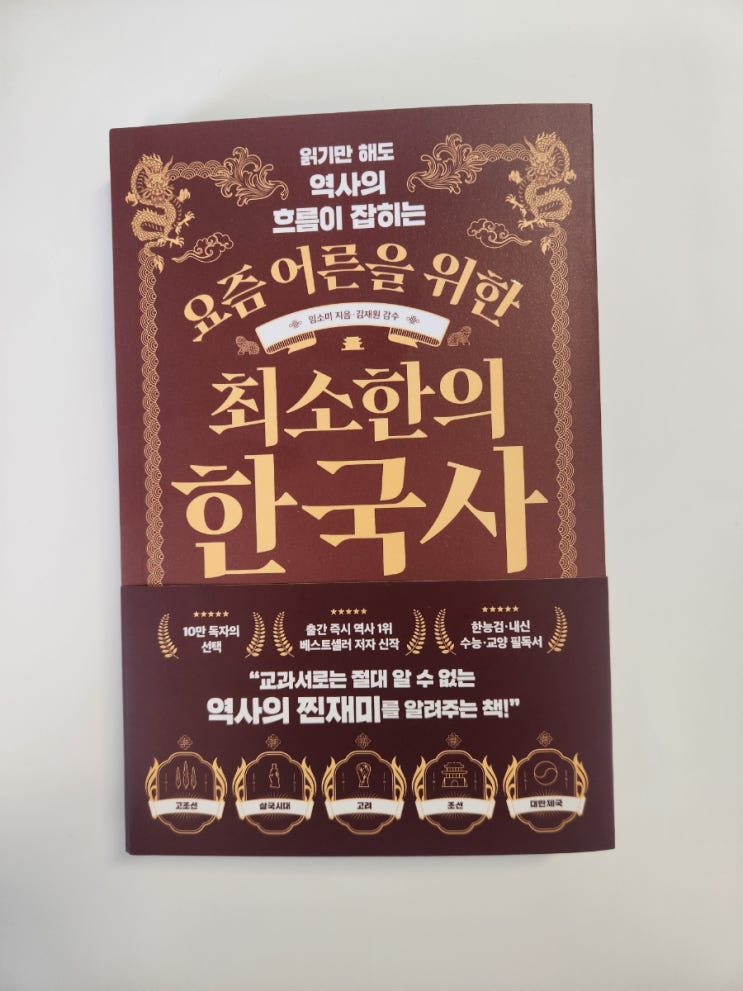 읽기만 해도
역사의
흐름이 잡히는
요즘 어른을 위한
임소미 지음·김재원 감수
최소한의
한국사
10만 독자의
선택
출간 즉시 역사 1위
베스트셀러 저자 신작
한능검·내신
수능·교양 필독서
“교과서로는 절대 알 수 없는
역사의 찐재미를 알려주는 책!”
고조선
삼국시대
고려
조선
대한제국